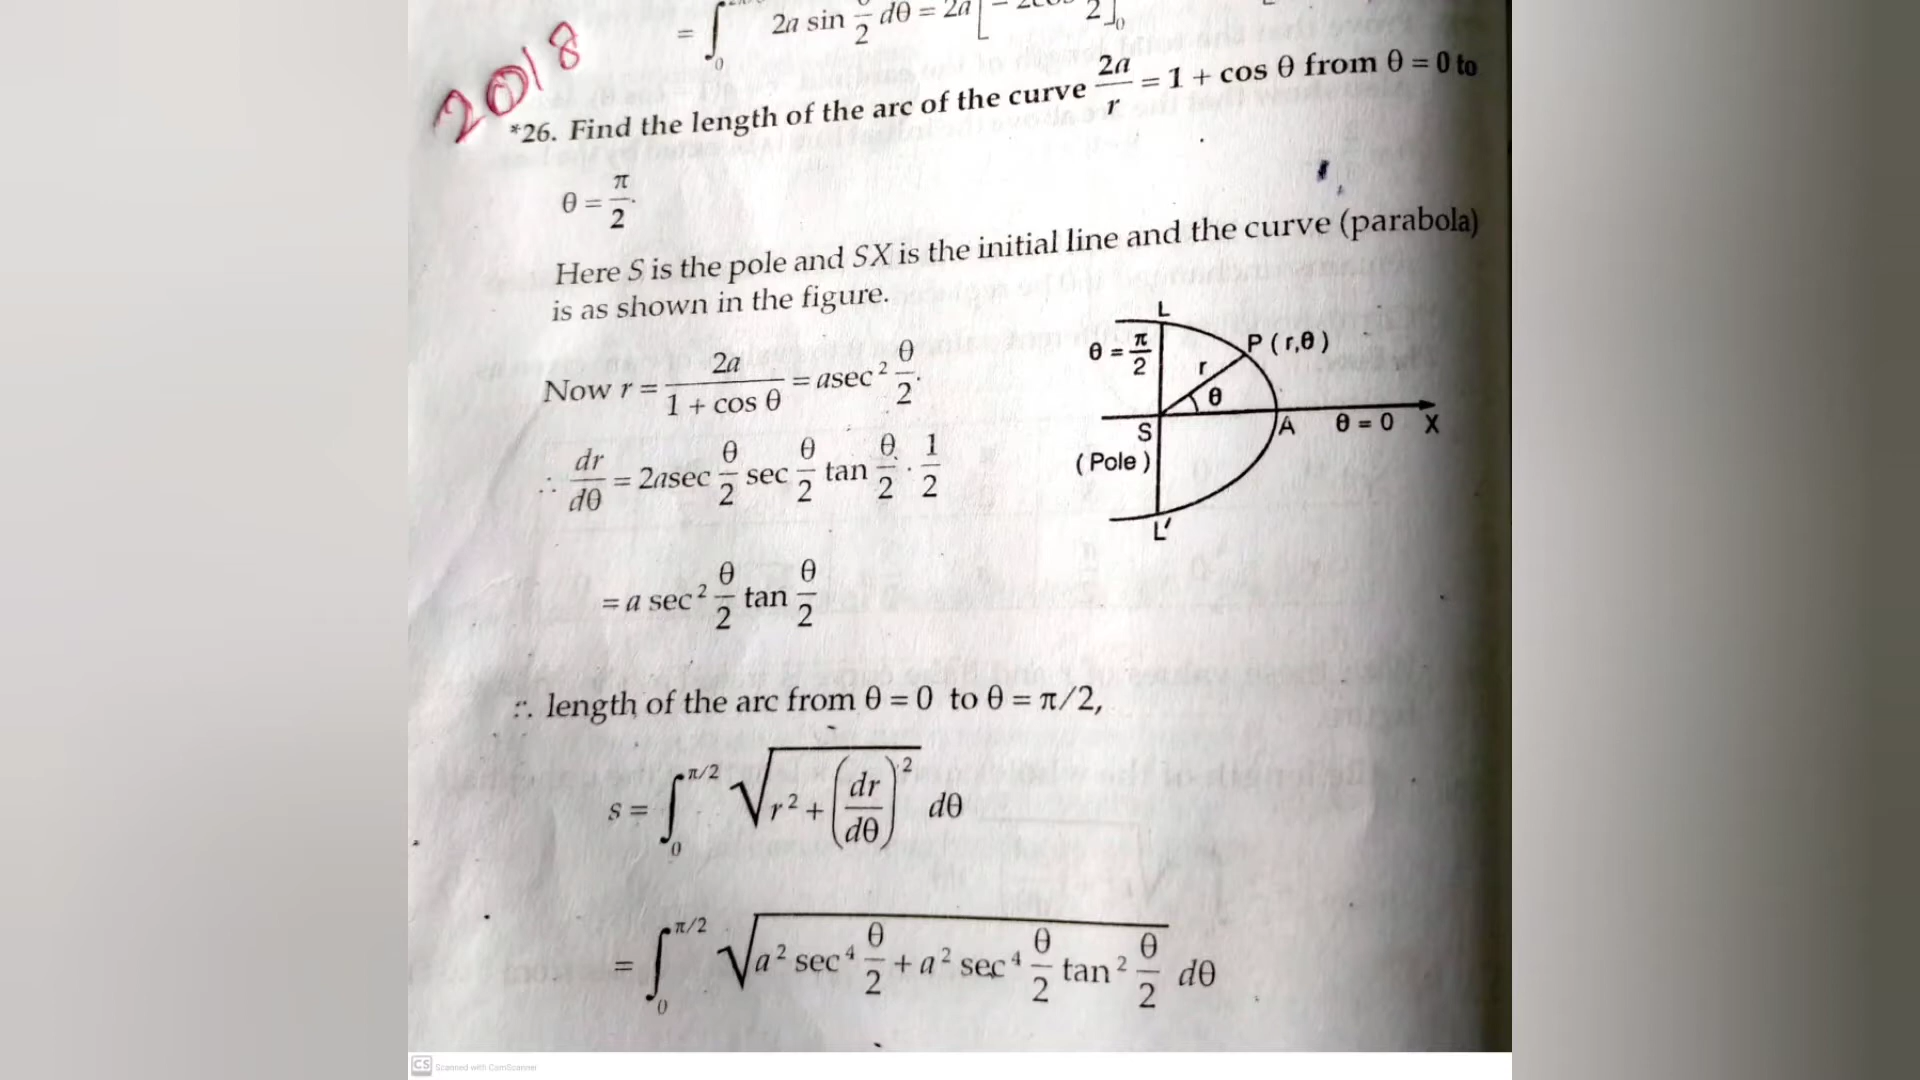 2018
= ∫₀ 2a sin θ/2 dθ = 2a [
*26. Find the length of the arc of the curve 2a/r = 1 + cos θ from θ = 0 to
θ = π/2.
Here S is the pole and SX is the initial line and the curve (parabola)
is as shown in the figure.
Now r = 2a/(1 + cos θ) = asec² θ/2.
∴ dr/dθ = 2asec θ/2 sec θ/2 tan θ/2 · 1/2
= a sec² θ/2 tan θ/2
L
θ = π/2
P (r,θ)
r
θ
S
A
θ = 0
X
(Pole)
L′
∴ length of the arc from θ = 0 to θ = π/2,
s = ∫₀^π/2 √(r² + (dr/dθ)²) dθ
= ∫₀^π/2 √(a² sec⁴ θ/2 + a² sec⁴ θ/2 tan² θ/2) dθ
CS Scanned with CamScanner